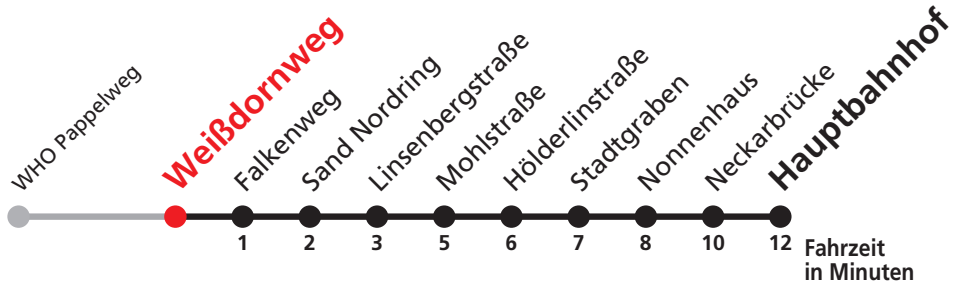 WHO Pappelweg
Weißdornweg
Falkenweg
Sand Nordring
Linsenbergstraße
Mohlstraße
Hölderlinstraße
Stadtgraben
Nonnenhaus
Neckarbrücke
Hauptbahnhof
1 2 3 5 6 7 8 10 12
Fahrzeit
in Minuten